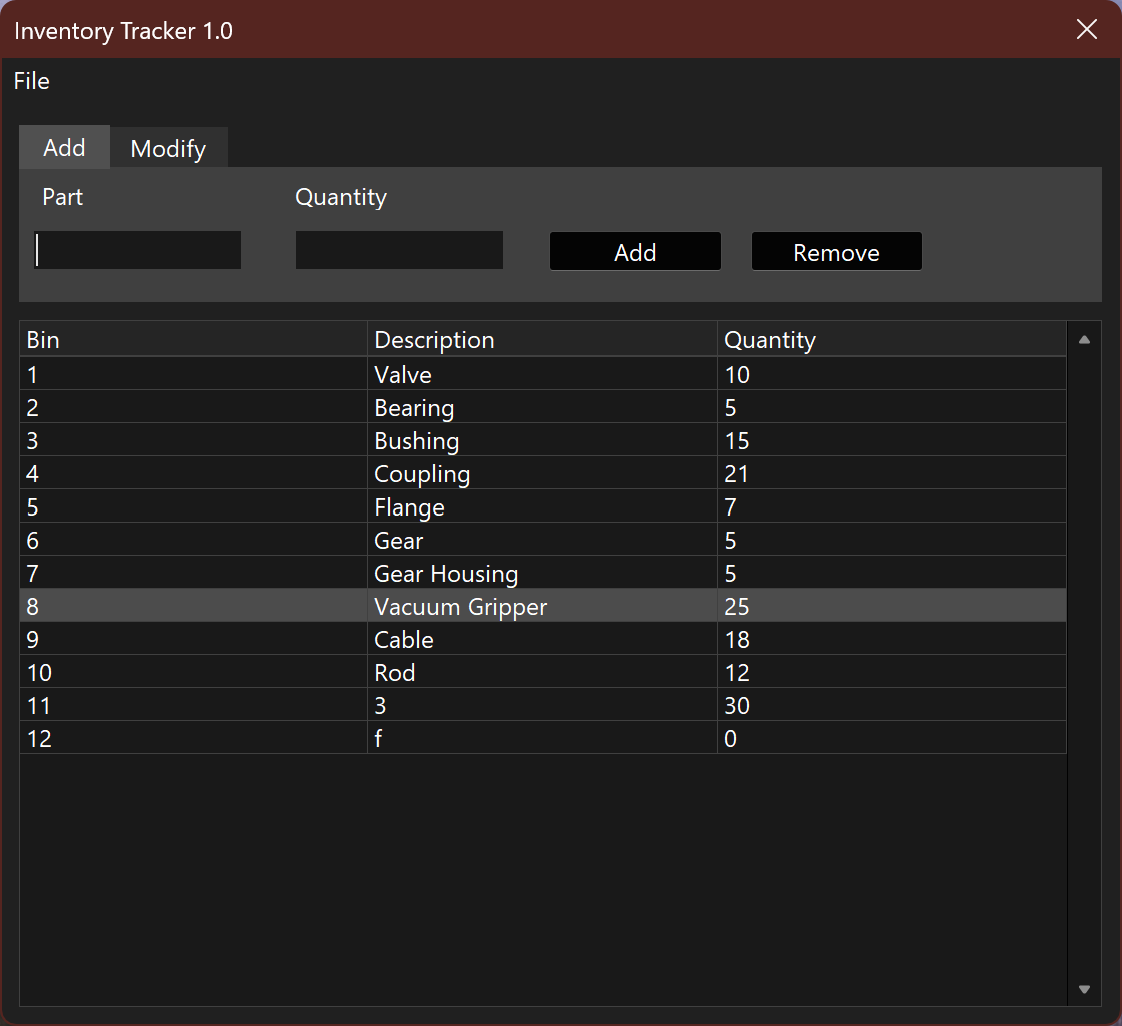 Inventory Tracker 1.0
File
Add Modify
Part Quantity
Add Remove
Bin Description Quantity
1 Valve 10
2 Bearing 5
3 Bushing 15
4 Coupling 21
5 Flange 7
6 Gear 5
7 Gear Housing 5
8 Vacuum Gripper 25
9 Cable 18
10 Rod 12
11 3 30
12 f 0